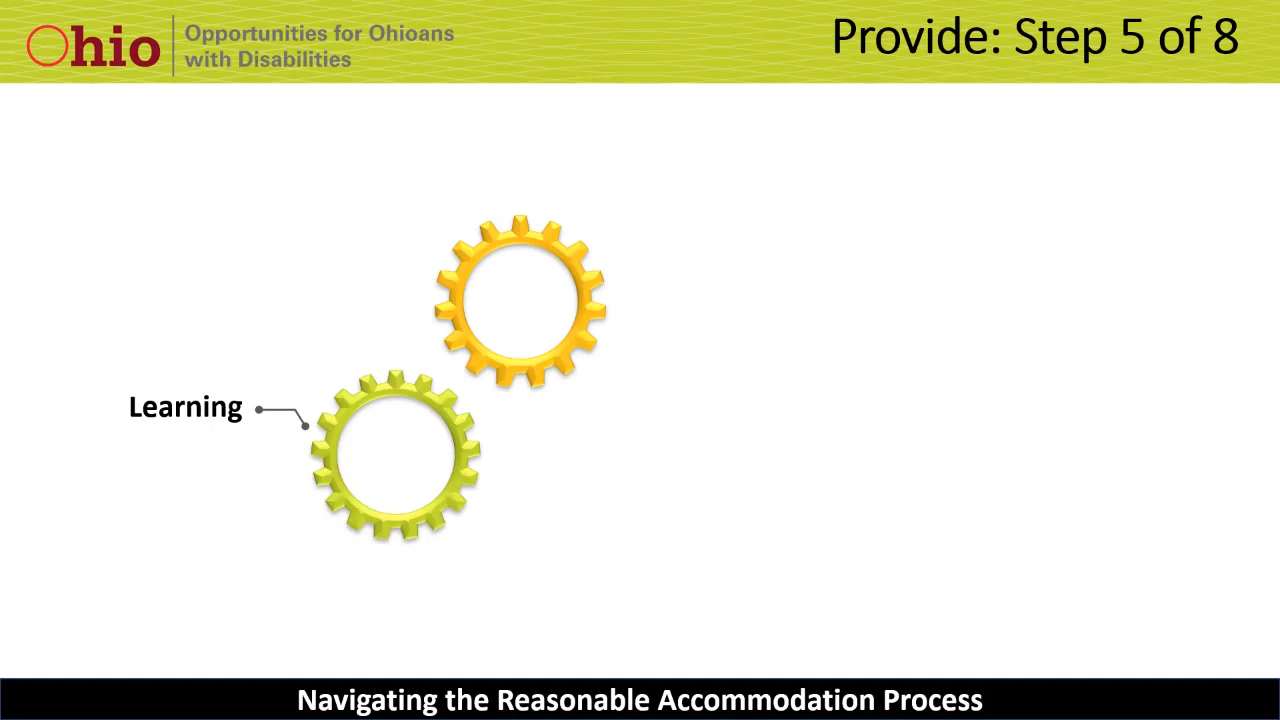 Ohio
Opportunities for Ohioans
with Disabilities
Provide: Step 5 of 8
Learning
Navigating the Reasonable Accommodation Process